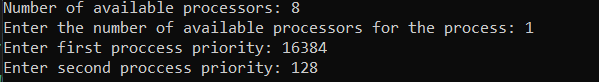 Number of available processors: 8
Enter the number of available processors for the process: 1
Enter first proccess priority: 16384
Enter second proccess priority: 128